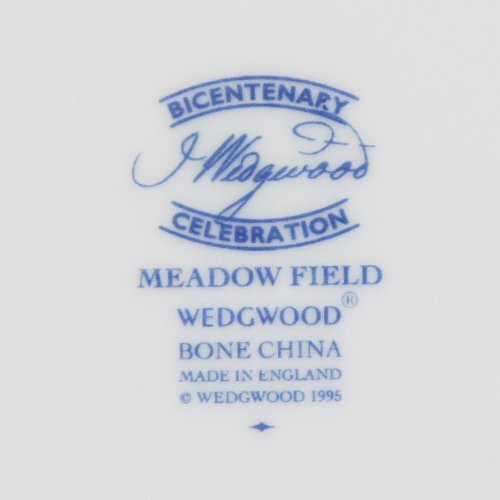 BICENTENARY
J Wedgwood
CELEBRATION
MEADOW FIELD
WEDGWOOD®
BONE CHINA
MADE IN ENGLAND
© WEDGWOOD 1995